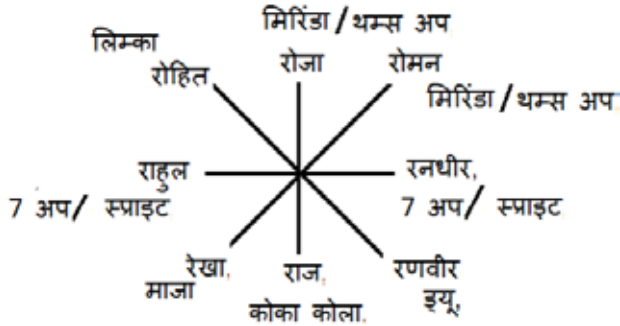 मिरिंडा / थम्स अप
लिम्का
रोहित
रोजा
रोमन
मिरिंडा / थम्स अप
राहुल
7 अप / स्प्राइट
रनधीर,
7 अप / स्प्राइट
रेखा,
माजा
राज,
कोका कोला.
रणवीर
ड्यू,